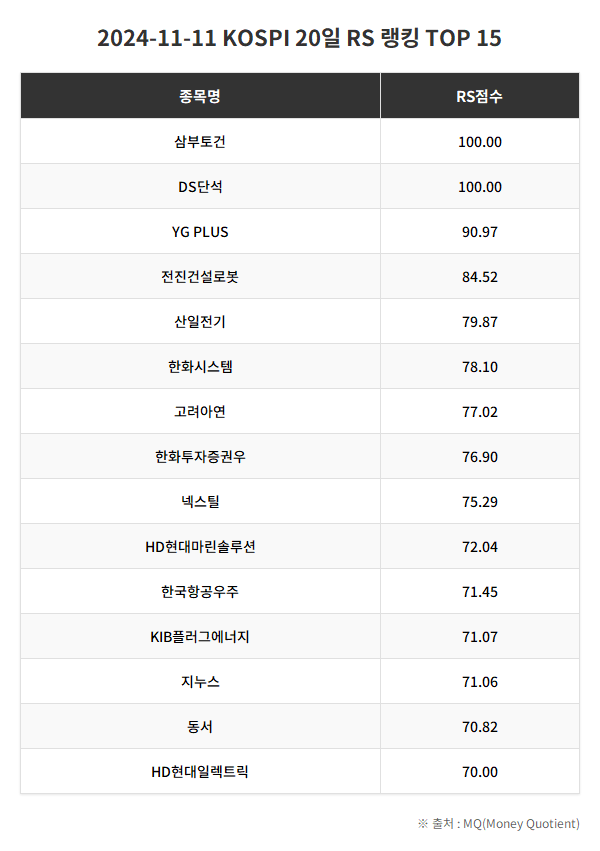 2024-11-11 KOSPI 20일 RS 랭킹 TOP 15
종목명 RS점수
삼부토건 100.00
DS단석 100.00
YG PLUS 90.97
전진건설로봇 84.52
산일전기 79.87
한화시스템 78.10
고려아연 77.02
한화투자증권우 76.90
넥스틸 75.29
HD현대마린솔루션 72.04
한국항공우주 71.45
KIB플러그에너지 71.07
지누스 71.06
동서 70.82
HD현대일렉트릭 70.00
※ 출처 : MQ(Money Quotient)